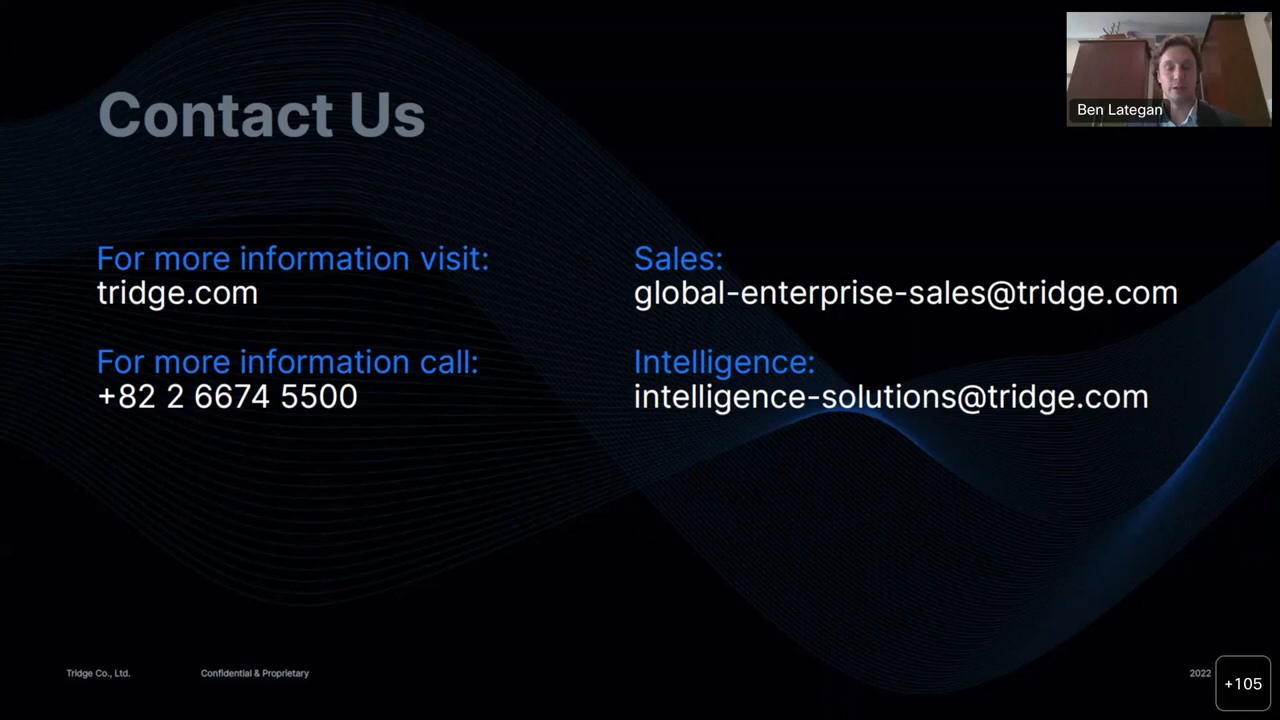 Contact Us
Ben Lategan
For more information visit:
tridge.com
For more information call:
+82 2 6674 5500
Sales:
global-enterprise-sales@tridge.com
Intelligence:
intelligence-solutions@tridge.com
Tridge Co., Ltd.
Confidential & Proprietary
2022
+105